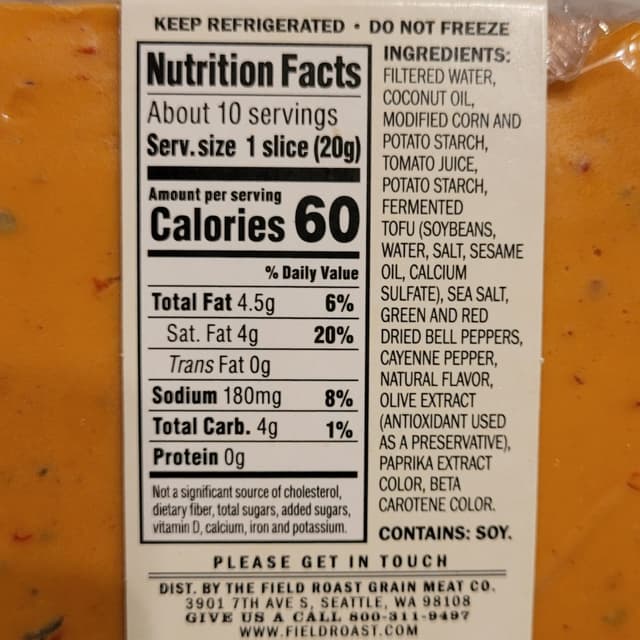 KEEP REFRIGERATED • DO NOT FREEZE
Nutrition Facts
About 10 servings
Serv. size 1 slice (20g)
Amount per serving
Calories 60
% Daily Value
Total Fat 4.5g 6%
Sat. Fat 4g 20%
Trans Fat 0g
Sodium 180mg 8%
Total Carb. 4g 1%
Protein 0g
Not a significant source of cholesterol,
dietary fiber, total sugars, added sugars,
vitamin D, calcium, iron and potassium.
INGREDIENTS:
FILTERED WATER,
COCONUT OIL,
MODIFIED CORN AND
POTATO STARCH,
TOMATO JUICE,
POTATO STARCH,
FERMENTED
TOFU (SOYBEANS,
WATER, SALT, SESAME
OIL, CALCIUM
SULFATE), SEA SALT,
GREEN AND RED
DRIED BELL PEPPERS,
CAYENNE PEPPER,
NATURAL FLAVOR,
OLIVE EXTRACT
(ANTIOXIDANT USED
AS A PRESERVATIVE),
PAPRIKA EXTRACT
COLOR, BETA
CAROTENE COLOR.
CONTAINS: SOY.
PLEASE GET IN TOUCH
DIST. BY THE FIELD ROAST GRAIN MEAT CO.
3901 7TH AVE S, SEATTLE, WA 98108
GIVE US A CALL 800-311-9497
WWW.FIELDROAST.COM